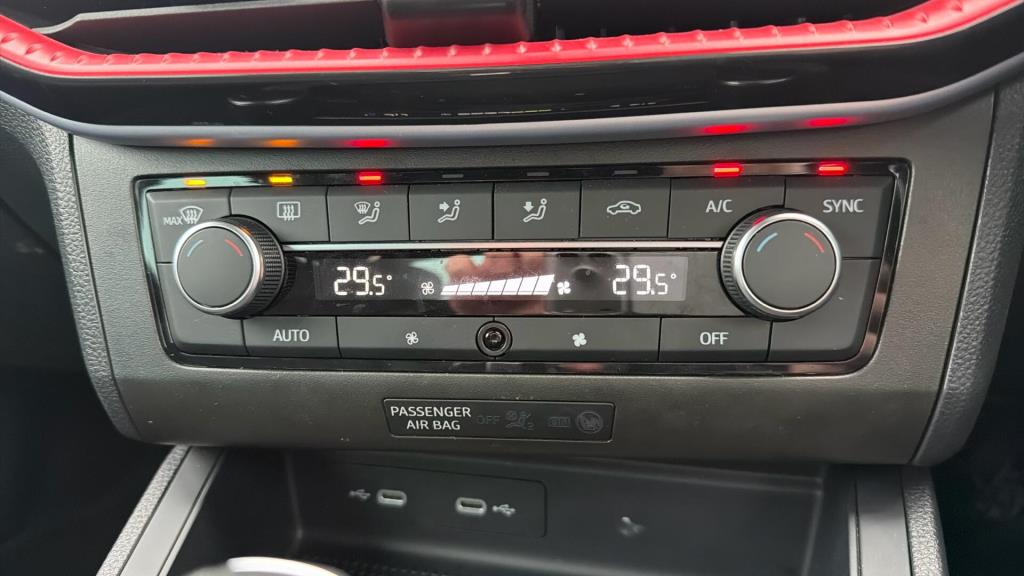 MAX
A/C
SYNC
29.5°
29.5°
AUTO
OFF
PASSENGER
AIR BAG
OFF